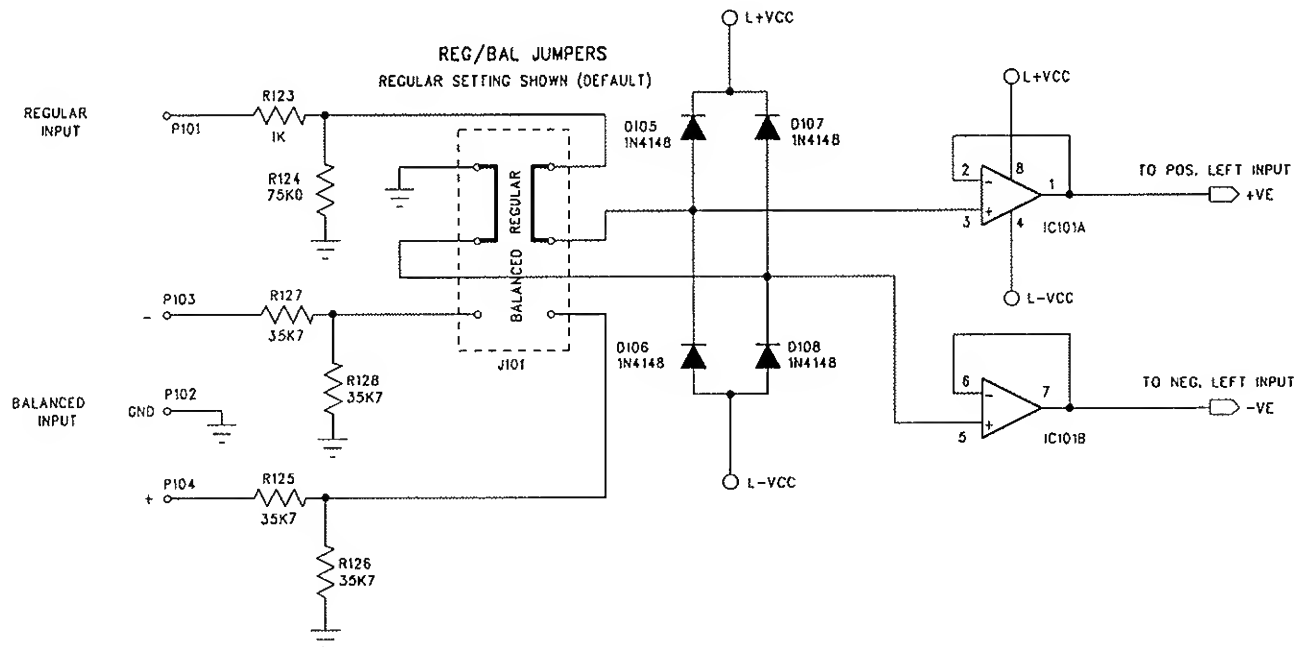 REG/BAL JUMPERS
REGULAR SETTING SHOWN (DEFAULT)
REGULAR
INPUT
P101
R123
1K
R124
75K0
REGULAR
BALANCED
J101
L+VCC
D105
1N4148
D107
1N4148
D106
1N4148
D108
1N4148
L-VCC
L+VCC
2
-
8
1
+
3
4
IC101A
L-VCC
TO POS. LEFT INPUT
+VE
6
-
7
+
5
IC101B
TO NEG. LEFT INPUT
-VE
P103
-
R127
35K7
R128
35K7
BALANCED
INPUT
P102
GND
P104
+
R125
35K7
R126
35K7